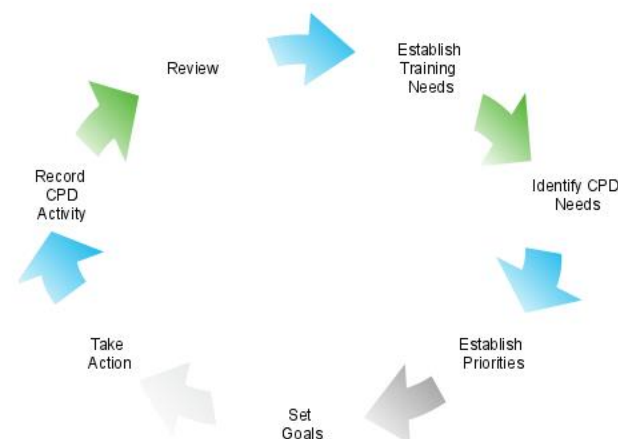 Review
Establish
Training
Needs
Identify CPD
Needs
Establish
Priorities
Set
Goals
Take
Action
Record
CPD
Activity